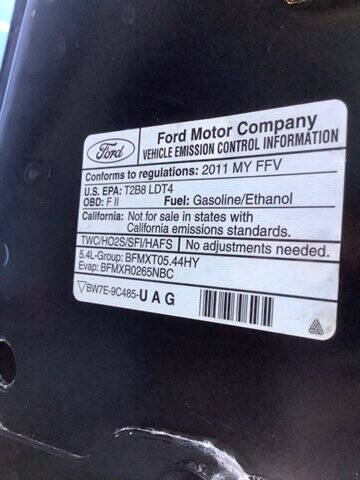 Ford
Ford Motor Company
VEHICLE EMISSION CONTROL INFORMATION
Conforms to regulations: 2011 MY FFV
U.S. EPA: T2B8 LDT4
OBD: F II Fuel: Gasoline/Ethanol
California: Not for sale in states with
California emissions standards.
TWC/HO2S/SFI/HAFS No adjustments needed.
5.4L-Group: BFMXT05.44HY
Evap: BFMXR0265NBC
BW7E-9C485-UAG